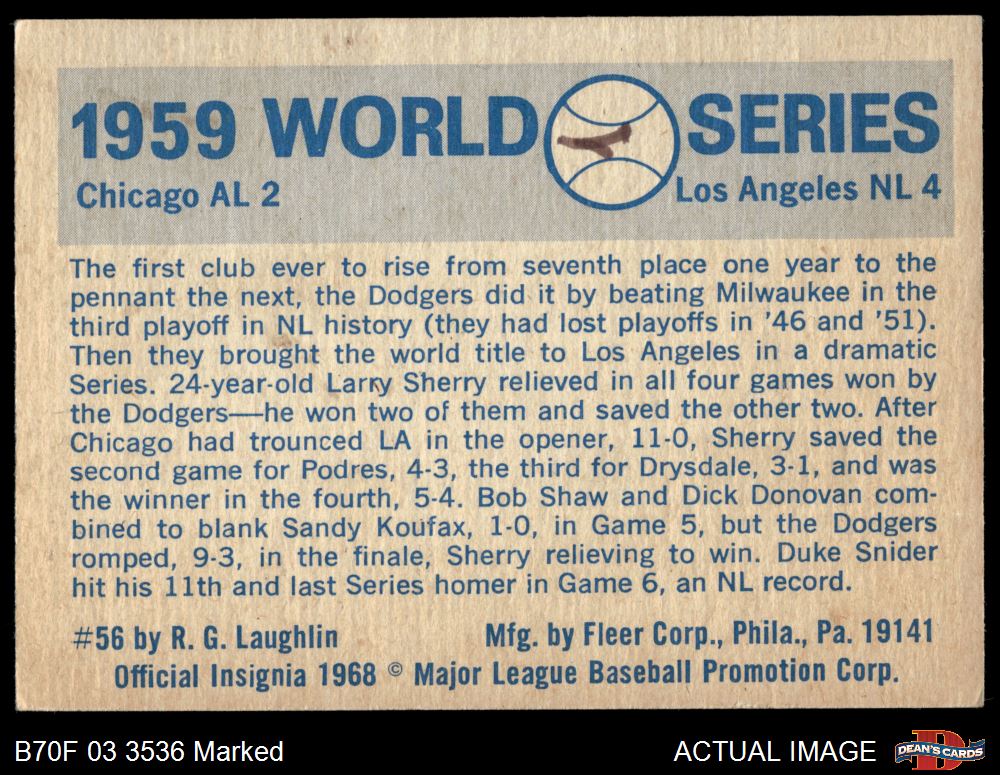 1959 WORLD SERIES
Chicago AL 2
Los Angeles NL 4
The first club ever to rise from seventh place one year to the
pennant the next, the Dodgers did it by beating Milwaukee in the
third playoff in NL history (they had lost playoffs in '46 and '51).
Then they brought the world title to Los Angeles in a dramatic
Series. 24-year-old Larry Sherry relieved in all four games won by
the Dodgers—he won two of them and saved the other two. After
Chicago had trounced LA in the opener, 11-0, Sherry saved the
second game for Podres, 4-3, the third for Drysdale, 3-1, and was
the winner in the fourth, 5-4. Bob Shaw and Dick Donovan com-
bined to blank Sandy Koufax, 1-0, in Game 5, but the Dodgers
romped, 9-3, in the finale, Sherry relieving to win. Duke Snider
hit his 11th and last Series homer in Game 6, an NL record.
#56 by R. G. Laughlin
Mfg. by Fleer Corp., Phila., Pa. 19141
Official Insignia 1968 © Major League Baseball Promotion Corp.
B70F 03 3536 Marked
ACTUAL IMAGE
D
DEAN'S CARDS